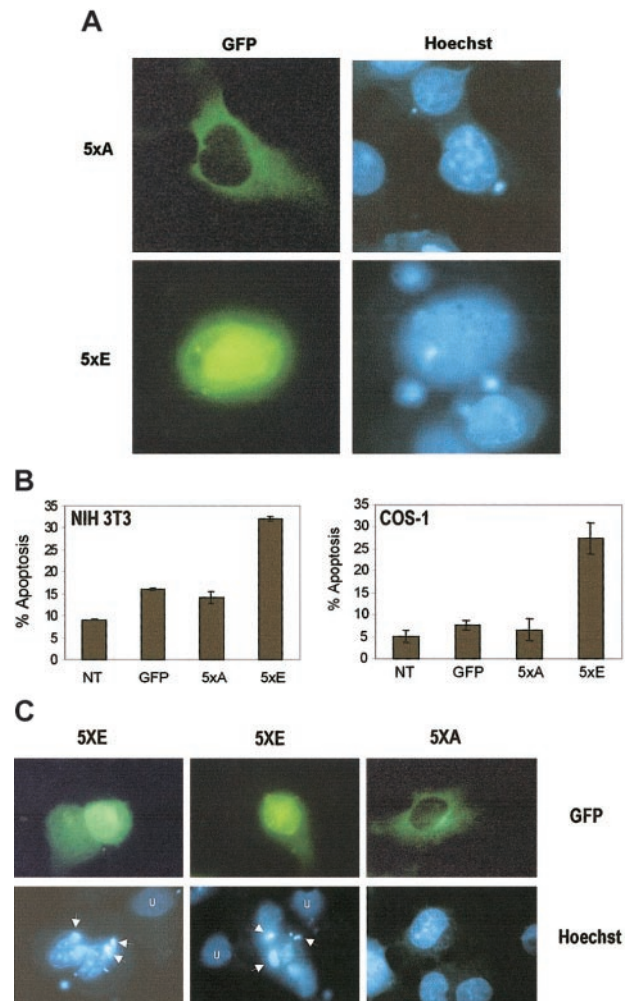 A
GFP Hoechst
5xA
5xE
B
NIH 3T3
% Apoptosis
35
30
25
20
15
10
5
0
NT GFP 5xA 5xE
COS-1
% Apoptosis
35
30
25
20
15
10
5
0
NT GFP 5xA 5xE
C
5XE 5XE 5XA
GFP
U U U
Hoechst